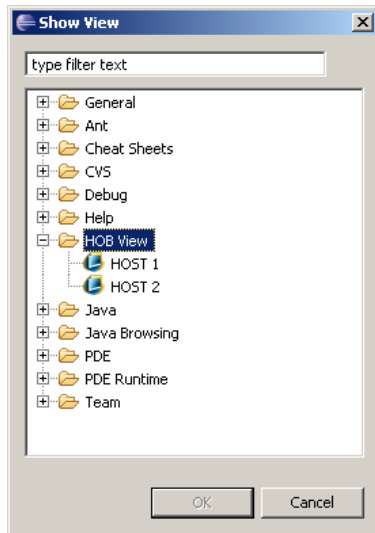 Show View
type filter text
General
Ant
Cheat Sheets
CVS
Debug
Help
HOB View
HOST 1
HOST 2
Java
Java Browsing
PDE
PDE Runtime
Team
OK
Cancel